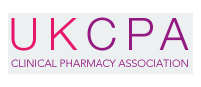 UKCPA
CLINICAL PHARMACY ASSOCIATION